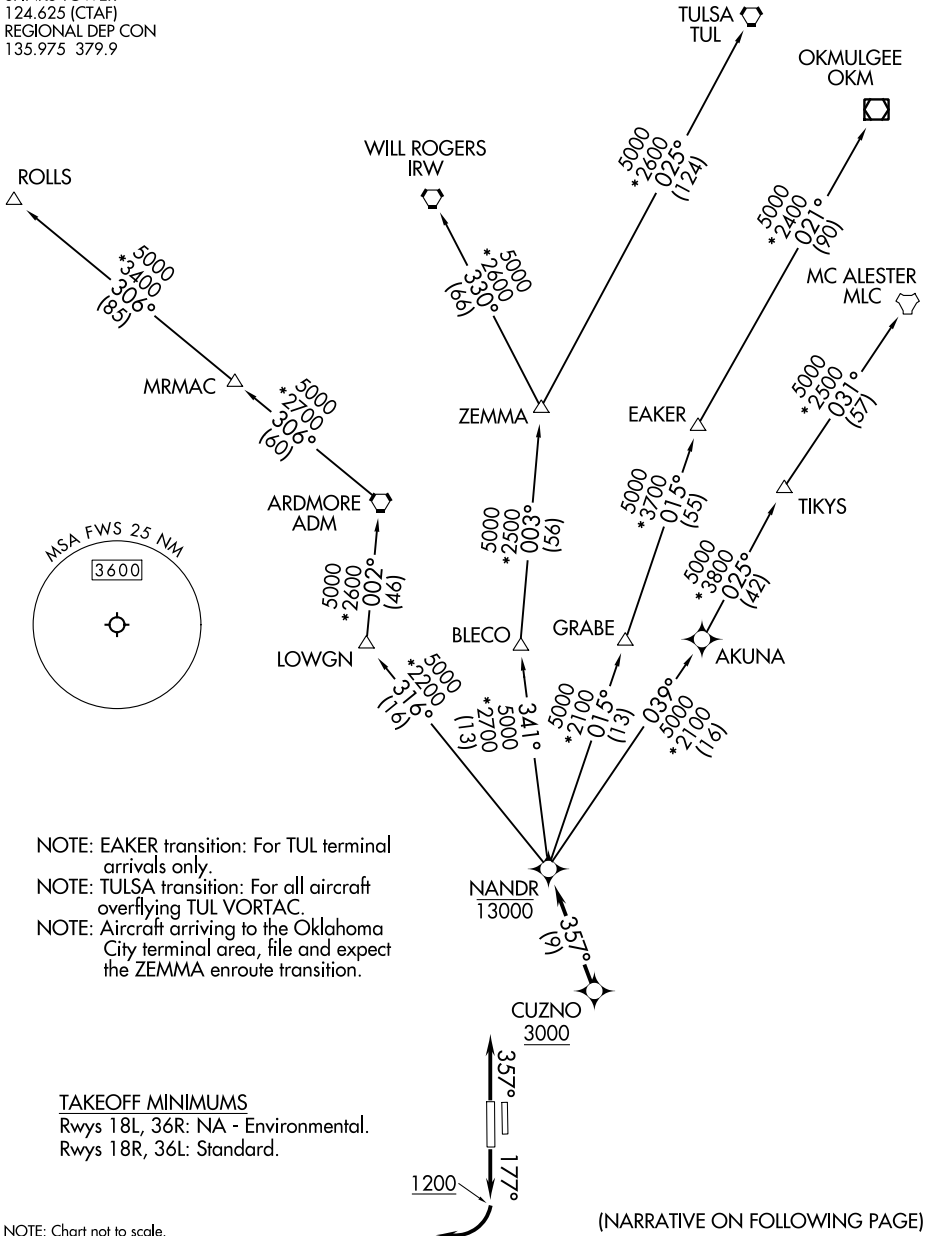 124.625 (CTAF)
REGIONAL DEP CON
135.975 379.9
TULSA
TUL
OKMULGEE
OKM
WILL ROGERS
IRW
ROLLS
5000
*2600
025°
(124)
5000
*2400
021°
(90)
MC ALESTER
MLC
5000
*3400
306°
(85)
5000
*2600
330°
(66)
MRMAC
5000
*2700
306°
(60)
ZEMMA
EAKER
5000
*2500
031°
(57)
ARDMORE
ADM
5000
*2500
003°
(56)
5000
*3700
015°
(55)
TIKYS
MSA FWS 25 NM
3600
5000
*2600
002°
(46)
5000
*3800
025°
(42)
LOWGN
BLECO
GRABE
AKUNA
5000
*2200
316°
(16)
341°
5000
*2700
(13)
5000
*2100
015°
(13)
039°
5000
*2100
(16)
NOTE: EAKER transition: For TUL terminal
arrivals only.
NOTE: TULSA transition: For all aircraft
overflying TUL VORTAC.
NOTE: Aircraft arriving to the Oklahoma
City terminal area, file and expect
the ZEMMA enroute transition.
NANDR
13000
357°
(9)
CUZNO
3000
357°
TAKEOFF MINIMUMS
Rwys 18L, 36R: NA - Environmental.
Rwys 18R, 36L: Standard.
177°
1200
NOTE: Chart not to scale.
(NARRATIVE ON FOLLOWING PAGE)